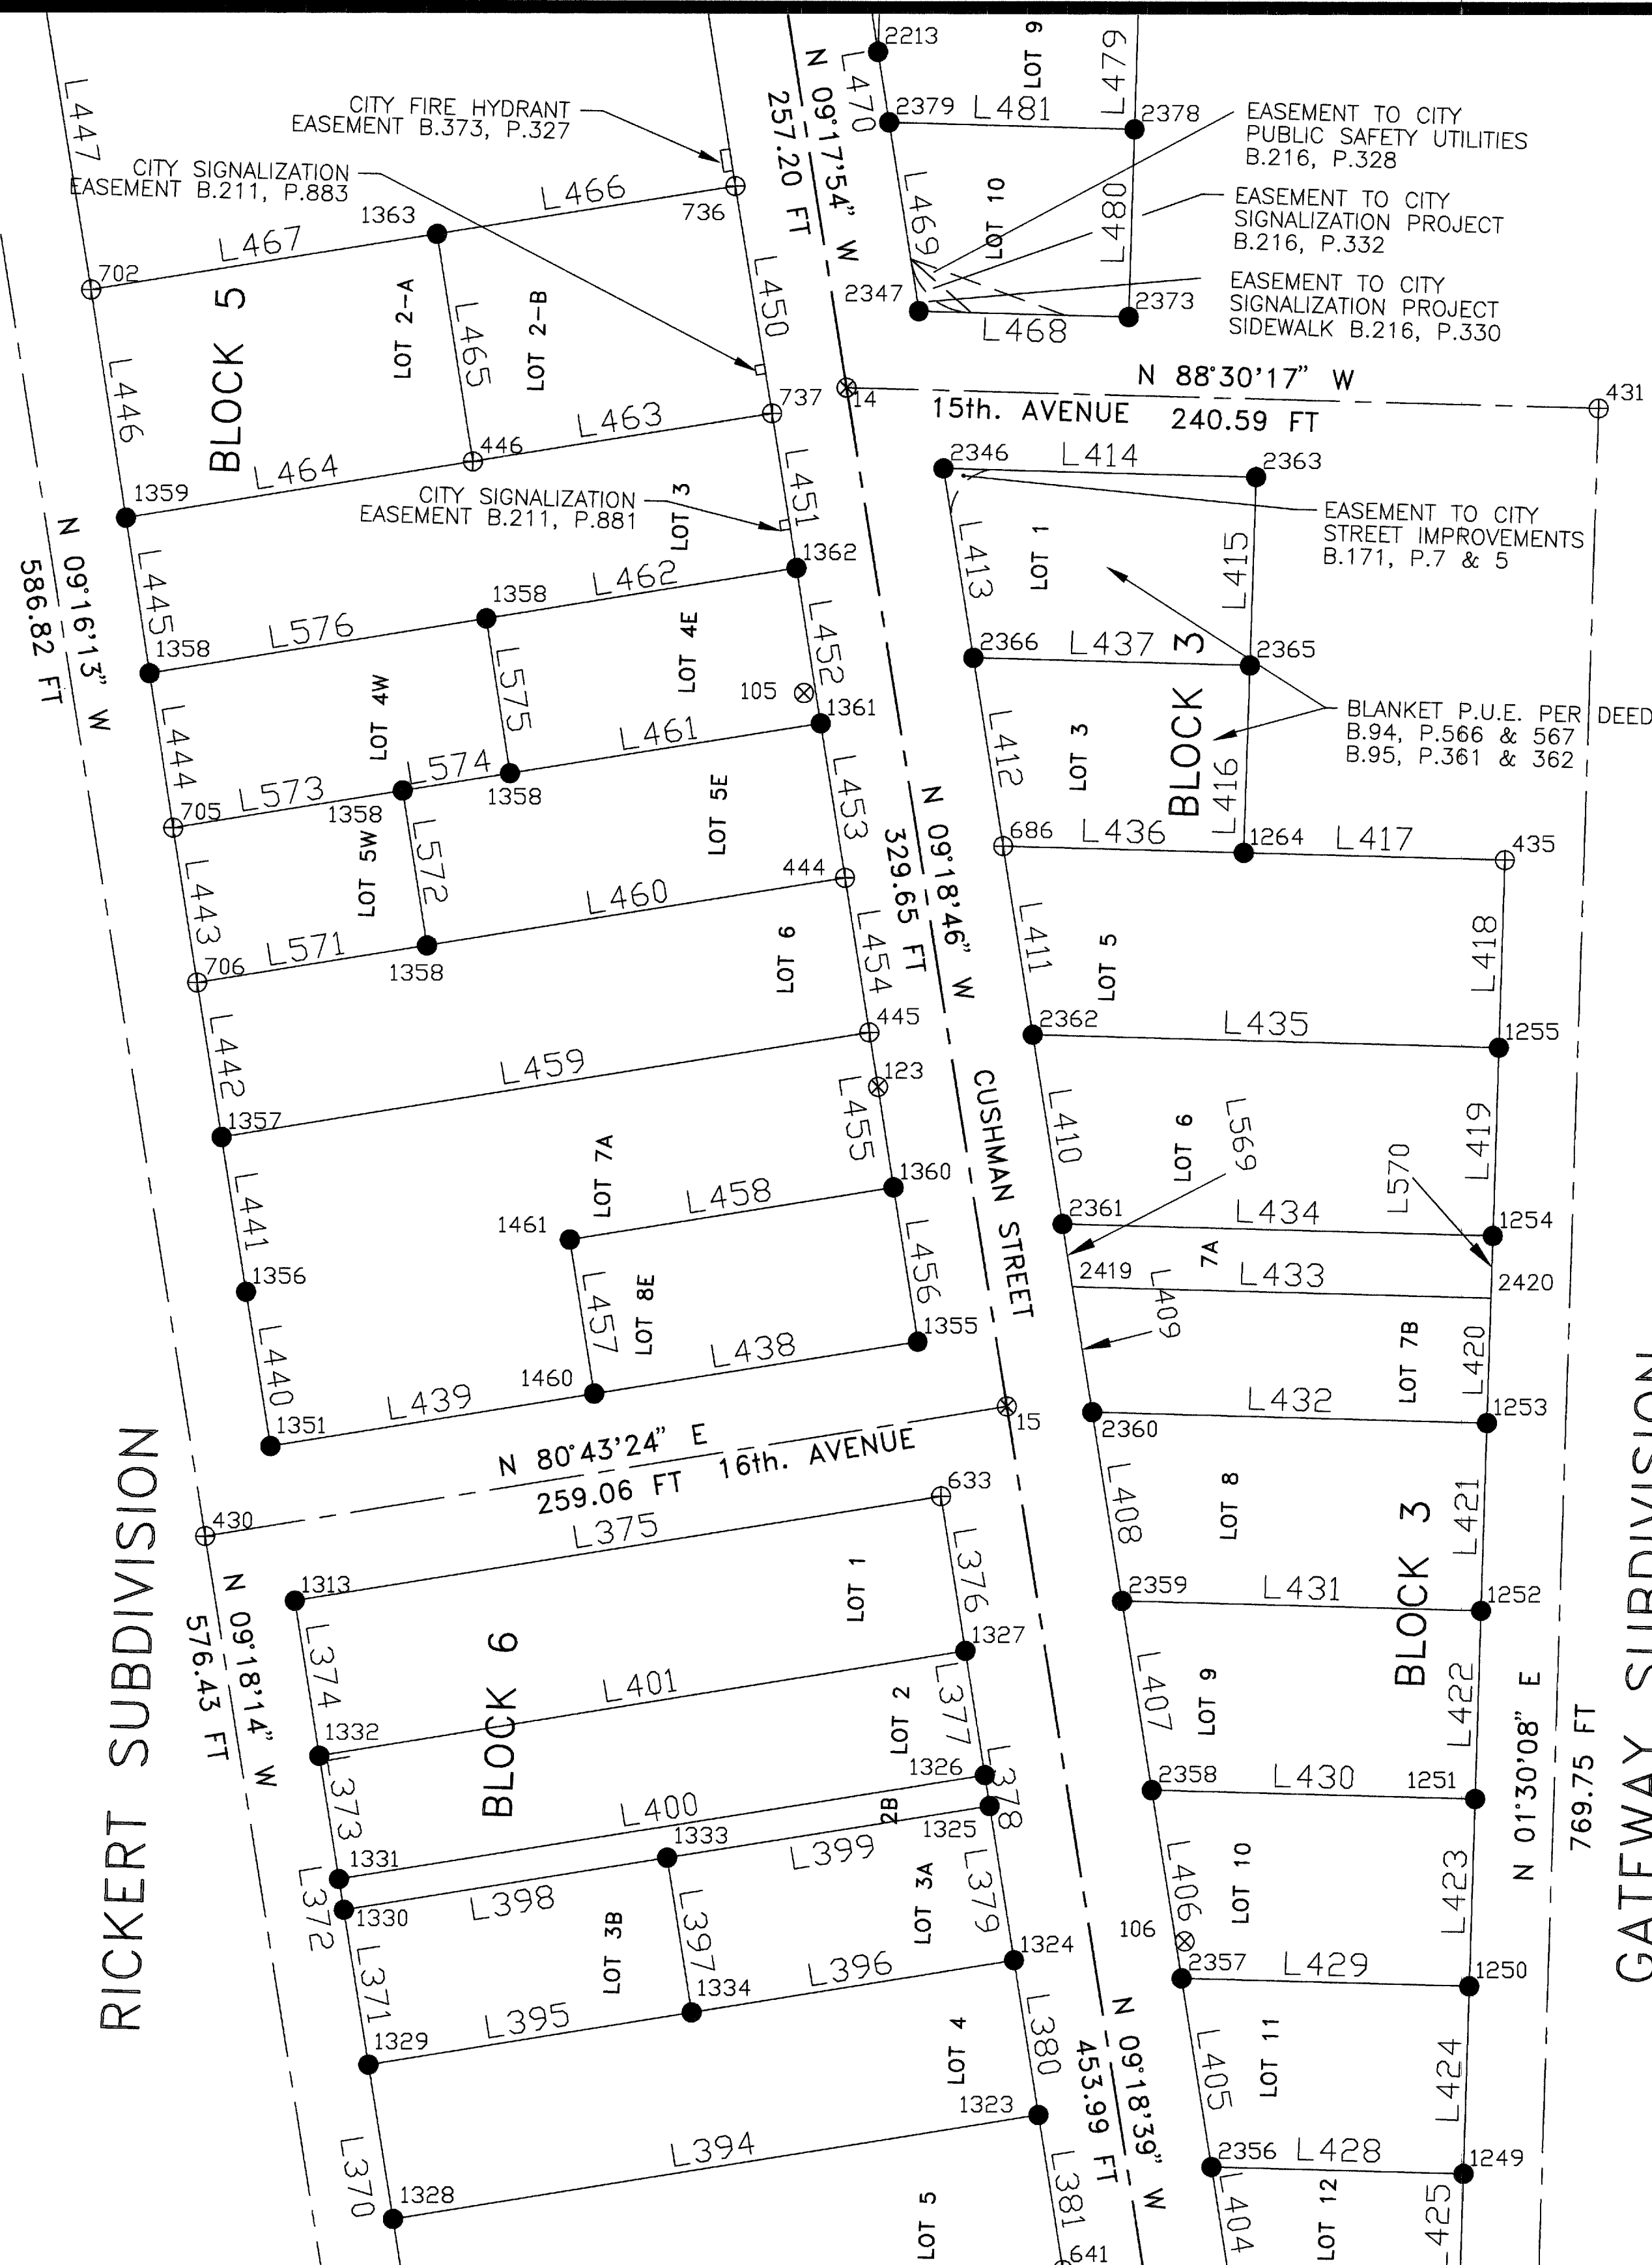 L447
CITY FIRE HYDRANT
EASEMENT B.373, P.327
CITY SIGNALIZATION
EASEMENT B.211, P.883
N 09°17'54" W
257.20 FT
2213
LOT 9
L479
L470
2379
L481
2378
EASEMENT TO CITY
PUBLIC SAFETY UTILITIES
B.216, P.328
L466
736
1363
L467
702
L469
LOT 10
L480
EASEMENT TO CITY
SIGNALIZATION PROJECT
B.216, P.332
2347
L468
2373
EASEMENT TO CITY
SIGNALIZATION PROJECT
SIDEWALK B.216, P.330
BLOCK 5
LOT 2-A
L465
LOT 2-B
L450
L446
737
14
N 88°30'17" W
15th. AVENUE 240.59 FT
431
L463
446
L464
1359
L451
2346
L414
2363
CITY SIGNALIZATION
EASEMENT B.211, P.881
LOT 3
EASEMENT TO CITY
STREET IMPROVEMENTS
B.171, P.7 & 5
N 09°16'13" W
586.82 FT
L445
1362
L462
1358
L576
1358
L413
LOT 1
L415
2366
L437
2365
LOT 4E
L452
L575
LOT 4W
105
1361
L461
L574
1358
L444
BLOCK 3
BLANKET P.U.E. PER DEED
B.94, P.566 & 567
B.95, P.361 & 362
L412
LOT 3
L416
L573
705
1358
LOT 5E
L453
N 09°18'46" W
329.65 FT
686
L436
1264
L417
435
LOT 5W
L572
444
L460
L443
L571
706
1358
LOT 6
L454
L411
LOT 5
L418
445
2362
L435
1255
L442
L459
123
CUSHMAN STREET
1357
L455
L410
LOT 6
L569
L570
L419
LOT 7A
L458
1360
1461
2361
L434
1254
L441
1356
7A
2419
L433
2420
L456
L457
LOT 8E
L409
LOT 7B
L420
L440
1355
L438
1460
L439
1351
15
2360
L432
1253
N 80°43'24" E
259.06 FT 16th. AVENUE
RICKERT SUBDIVISION
GATEWAY SUBDIVISION
633
430
L375
L408
LOT 8
L421
BLOCK 3
N 09°18'14" W
576.43 FT
1313
LOT 1
L376
2359
L431
1252
L374
BLOCK 6
1327
L401
1332
LOT 2
L377
L407
LOT 9
L422
N 01°30'08" E
769.75 FT
L373
1326
L378
2358
L430
1251
L400
2B
1333
1325
L399
1331
L398
1330
L372
LOT 3B
L397
LOT 3A
L379
L406
LOT 10
L423
106
L371
1324
L396
1334
L395
1329
2357
L429
1250
N 09°18'39" W
453.99 FT
LOT 4
L380
L405
LOT 11
L424
1323
L394
L370
1328
2356
L428
1249
LOT 5
L381
L404
LOT 12
L425
641